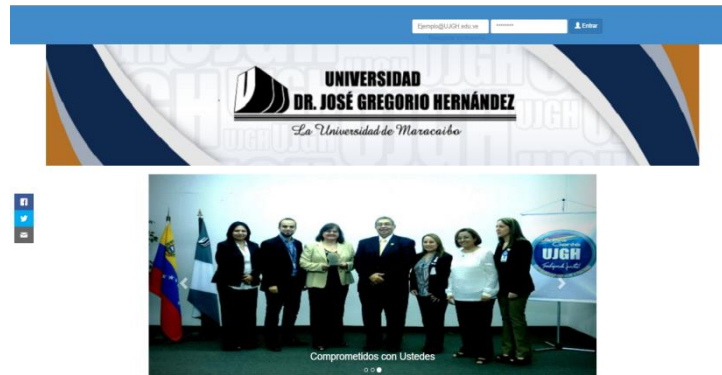 Ejemplo@UJGH.edu.ve
Entrar
UNIVERSIDAD
DR. JOSÉ GREGORIO HERNÁNDEZ
La Universidad de Maracaibo
UJGH
Comprometidos con Ustedes